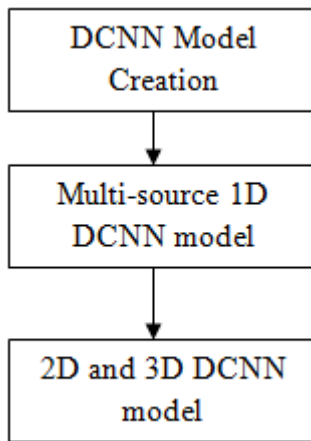 DCNN Model
Creation
Multi-source 1D
DCNN model
2D and 3D DCNN
model